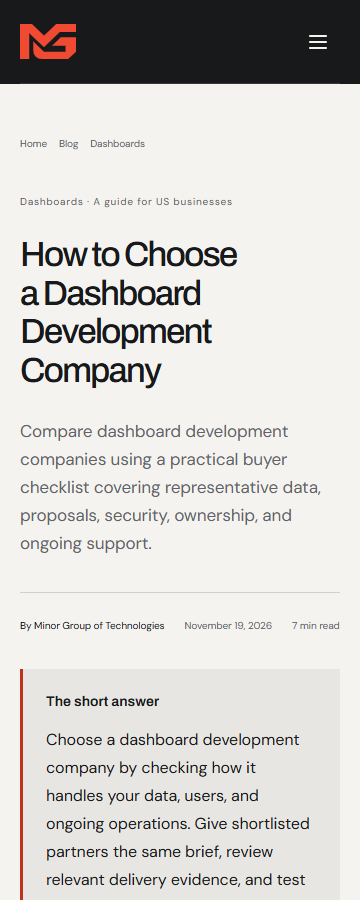 MG
Home Blog Dashboards
Dashboards · A guide for US businesses
How to Choose
a Dashboard
Development
Company
Compare dashboard development
companies using a practical buyer
checklist covering representative data,
proposals, security, ownership, and
ongoing support.
By Minor Group of Technologies November 19, 2026 7 min read
The short answer
Choose a dashboard development
company by checking how it
handles your data, users, and
ongoing operations. Give shortlisted
partners the same brief, review
relevant delivery evidence, and test